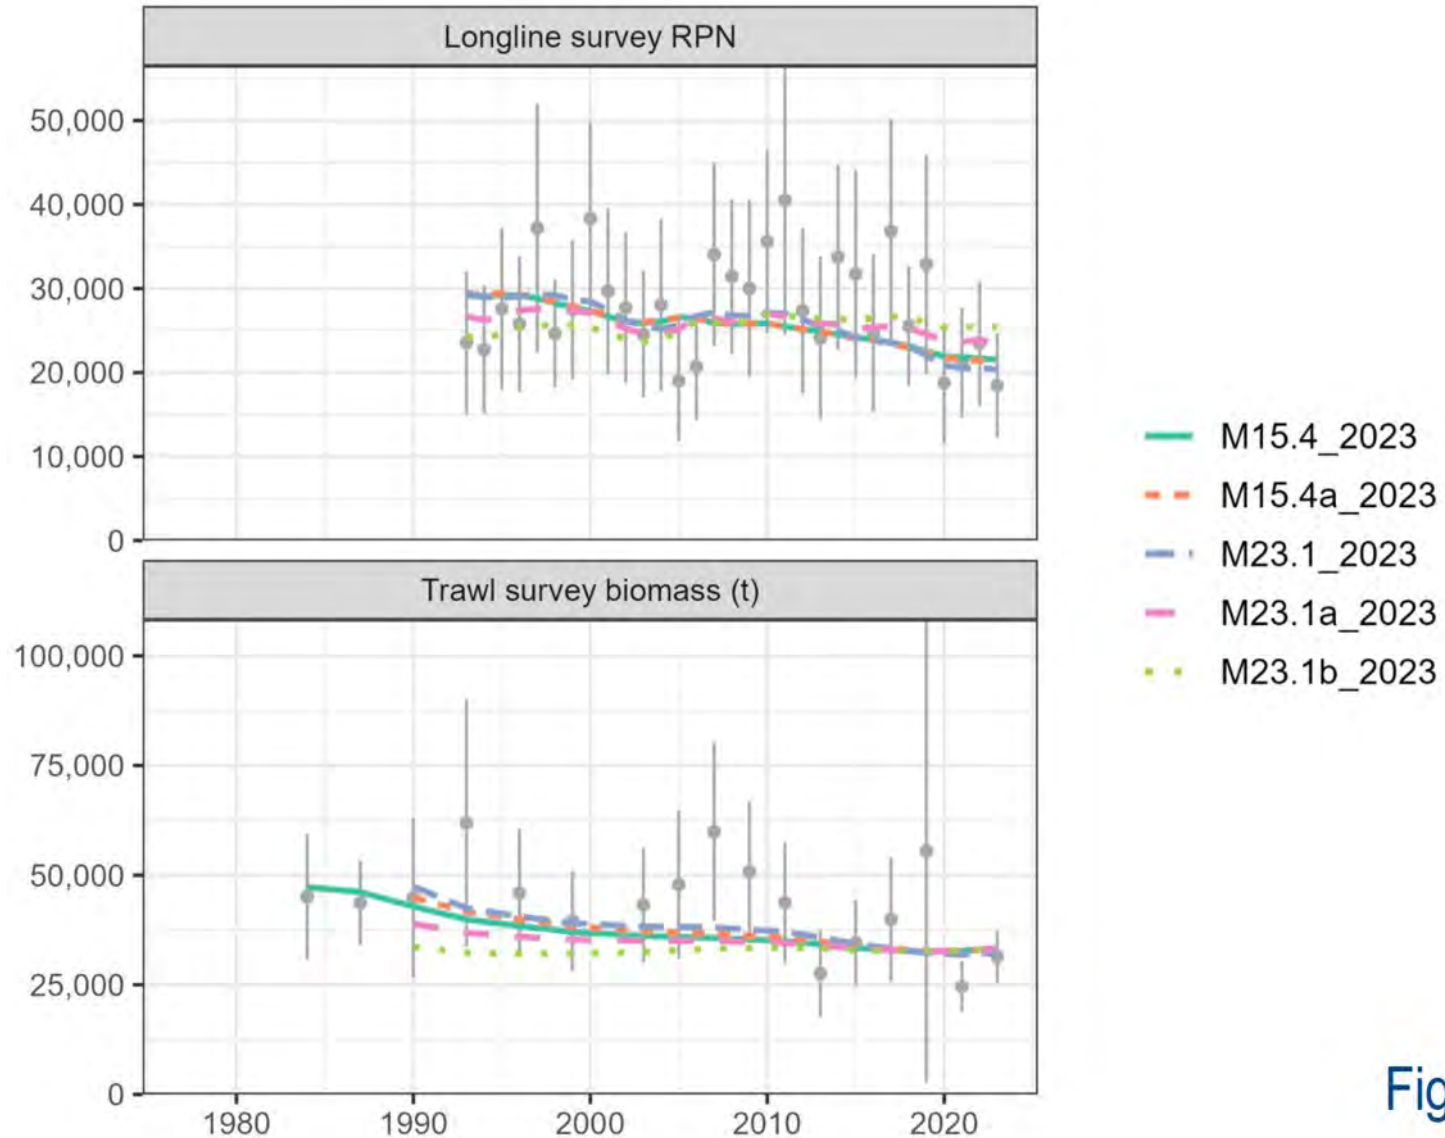 Longline survey RPN
50,000
40,000
30,000
20,000
10,000
0
Trawl survey biomass (t)
100,000
75,000
50,000
25,000
0
1980 1990 2000 2010 2020
M15.4_2023
M15.4a_2023
M23.1_2023
M23.1a_2023
M23.1b_2023
Fig